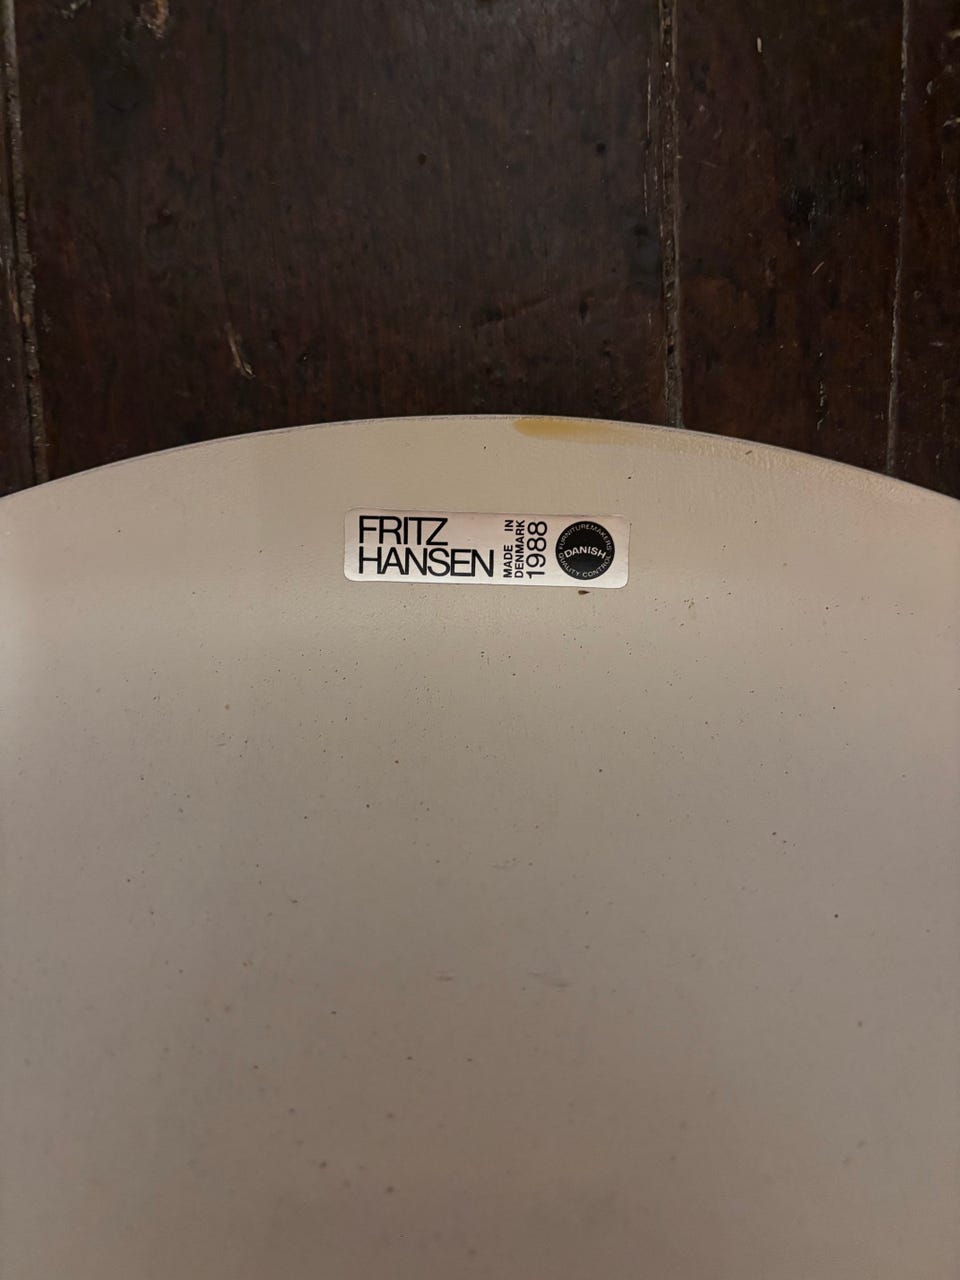 FRITZ
HANSEN
MADE IN
DENMARK
1988
FURNITUREMAKERS
DANISH
QUALITY CONTROL